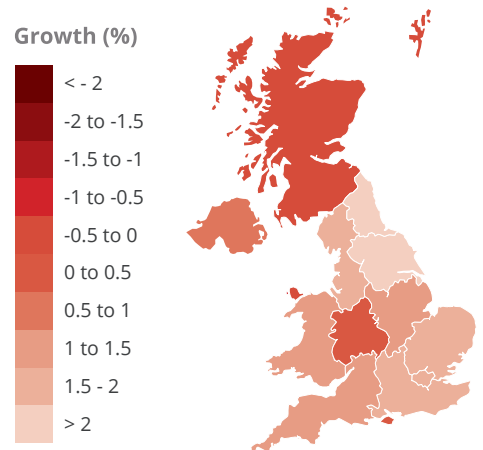 Growth (%)
< - 2
-2 to -1.5
-1.5 to -1
-1 to -0.5
-0.5 to 0
0 to 0.5
0.5 to 1
1 to 1.5
1.5 - 2
> 2